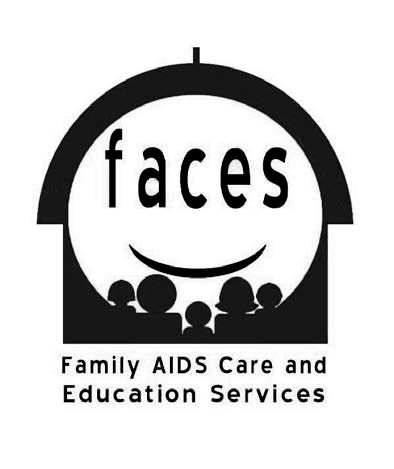 faces
Family AIDS Care and
Education Services